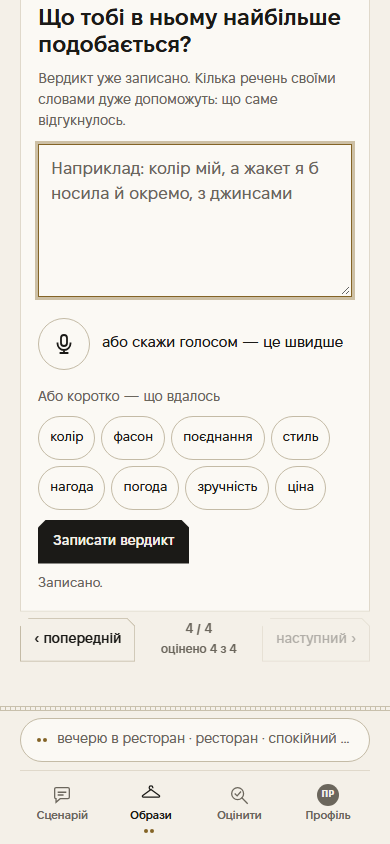 Що тобі в ньому найбільше
подобається?
Вердикт уже записано. Кілька речень своїми
словами дуже допоможуть: що саме
відгукнулось.
Наприклад: колір мій, а жакет я б
носила й окремо, з джинсами
або скажи голосом — це швидше
Або коротко — що вдалось
колір фасон поєднання стиль
нагода погода зручність ціна
Записати вердикт
Записано.
‹ попередній 4 / 4 наступний ›
оцінено 4 з 4
вечерю в ресторан · ресторан · спокійний ...
ПР
Сценарій Образи Оцінити Профіль